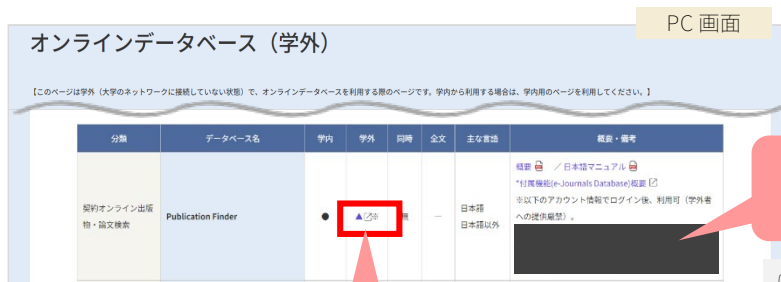 PC 画面
オンラインデータベース（学外）
【このページは学外（大学のネットワークに接続していない状態）で、オンラインデータベースを利用する際のページです。学内から利用する場合は、学内用のページを利用してください。】
分類 データベース名 学内 学外 同時 全文 主な言語 概要・備考
契約オンライン出版物・論文検索
Publication Finder
● ▲ ※ ー
日本語
日本語以外
概要 ／日本語マニュアル
*付属機能(e-Journals Database)概要
※以下のアカウント情報でログイン後、利用可（学外者
への提供厳禁）。